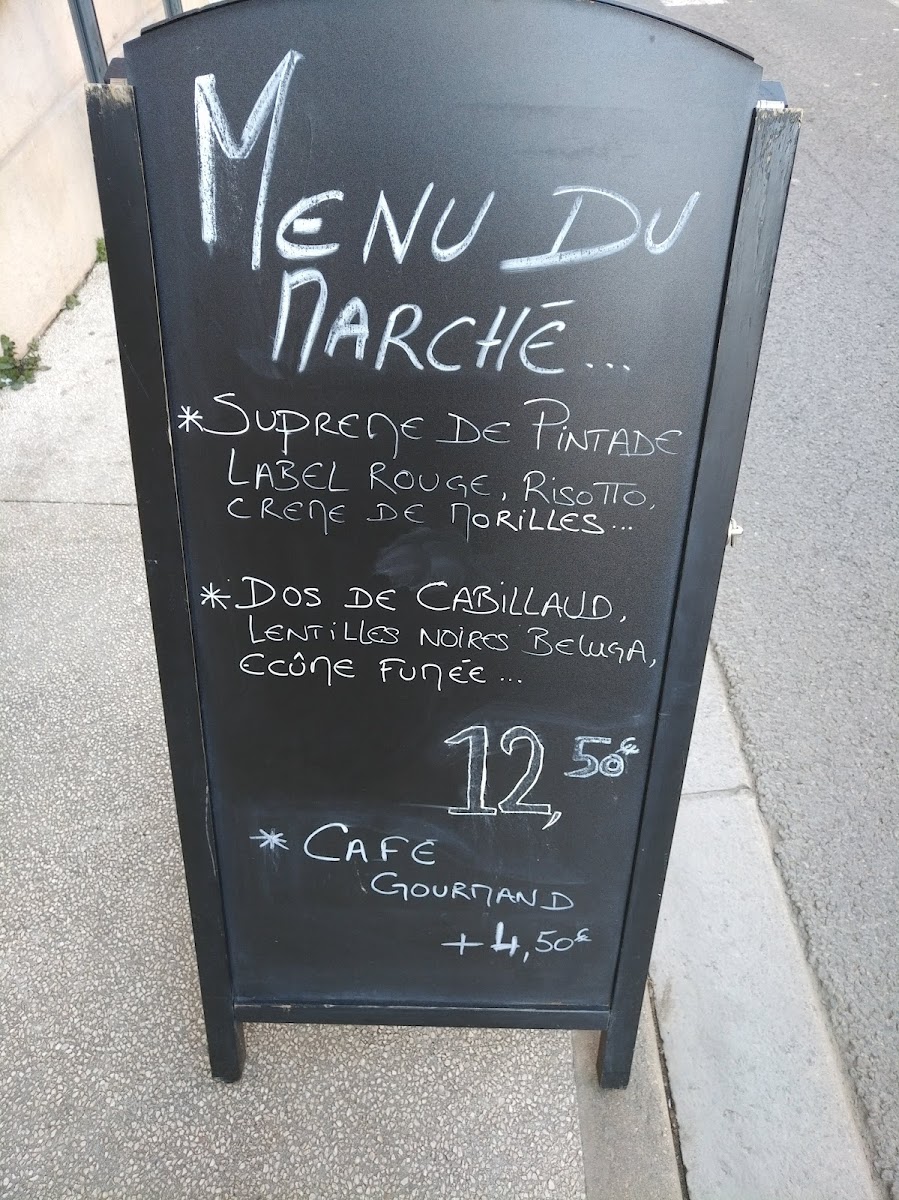 MENU DU
MARCHÉ...
*SUPREME DE PINTADE
LABEL ROUGE, RISOTTO,
CREME DE MORILLES...
*DOS DE CABILLAUD,
LENTILLES NOIRES BELUGA,
ECÛME FUMÉE...
12,50€
* CAFE
GOURMAND
+4,50€